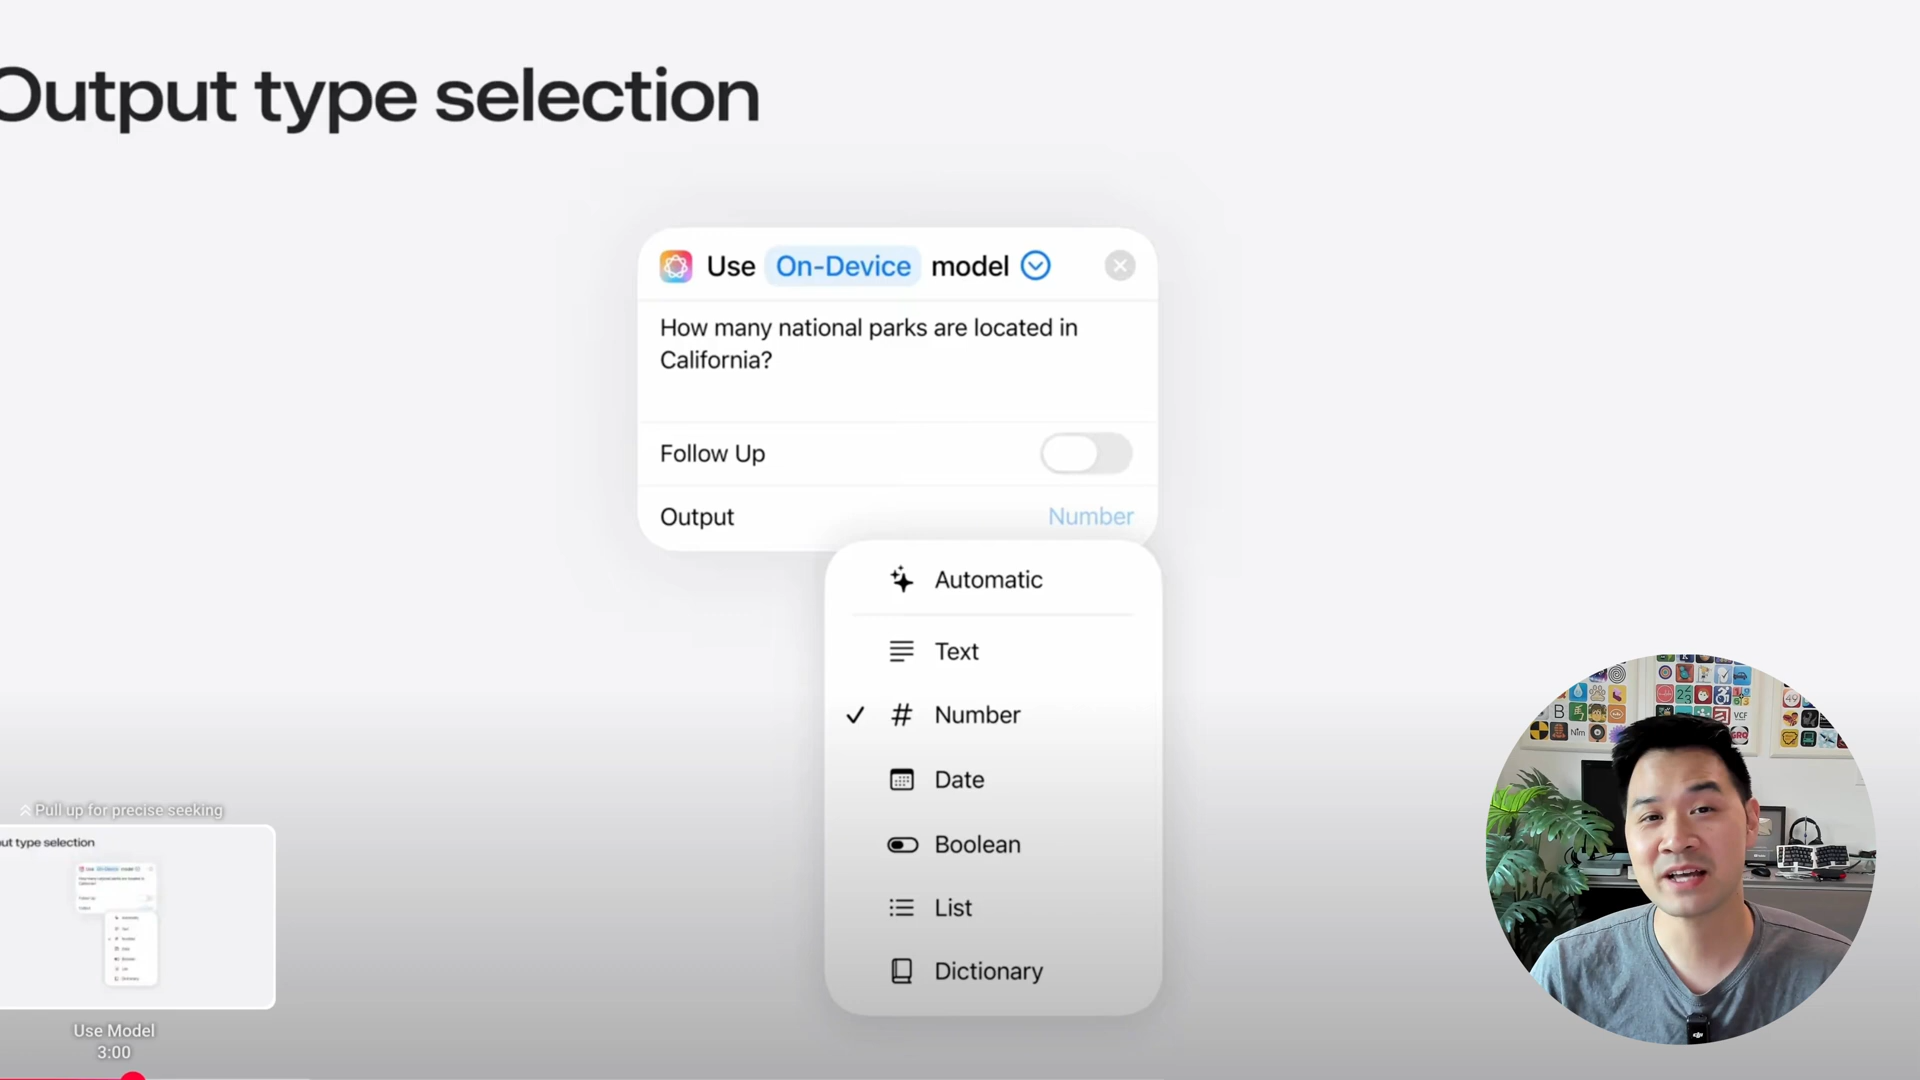 Output type selection
Use On-Device model
How many national parks are located in
California?
Follow Up
Output Number
Automatic
Text
Number
Date
Boolean
List
Dictionary
Pull up for precise seeking
ut type selection
Use Model
3:00
VCF
Nim